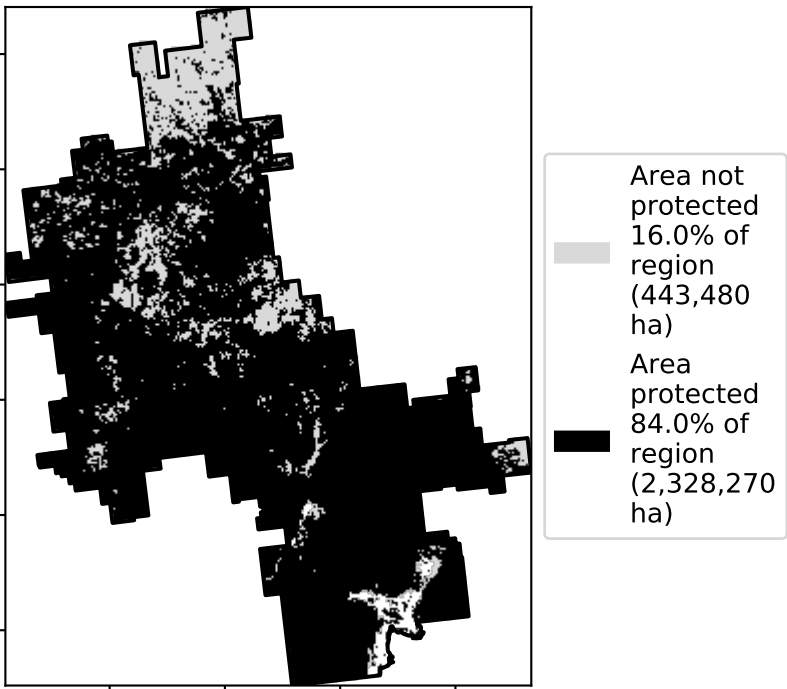 Area not
protected
16.0% of
region
(443,480
ha)
Area
protected
84.0% of
region
(2,328,270
ha)